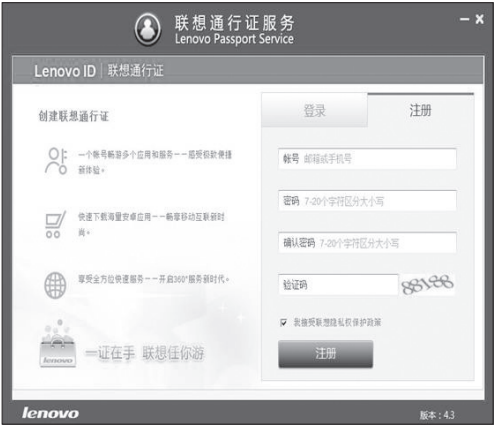 联想通行证服务
Lenovo Passport Service
Lenovo ID 联想通行证
创建联想通行证
一个帐号畅游多个应用和服务——感受极致便捷
新体验。
快速下载海量安卓应用——畅享移动互联新时
尚。
享受全方位快速服务——开启360°服务新时代。
lenovo
一证在手 联想任你游
登录
注册
帐号 邮箱或手机号
密码 7-20个字符区分大小写
确认密码 7-20个字符区分大小写
验证码
88188
我接受联想隐私权保护政策
注册
lenovo
版本：4.3